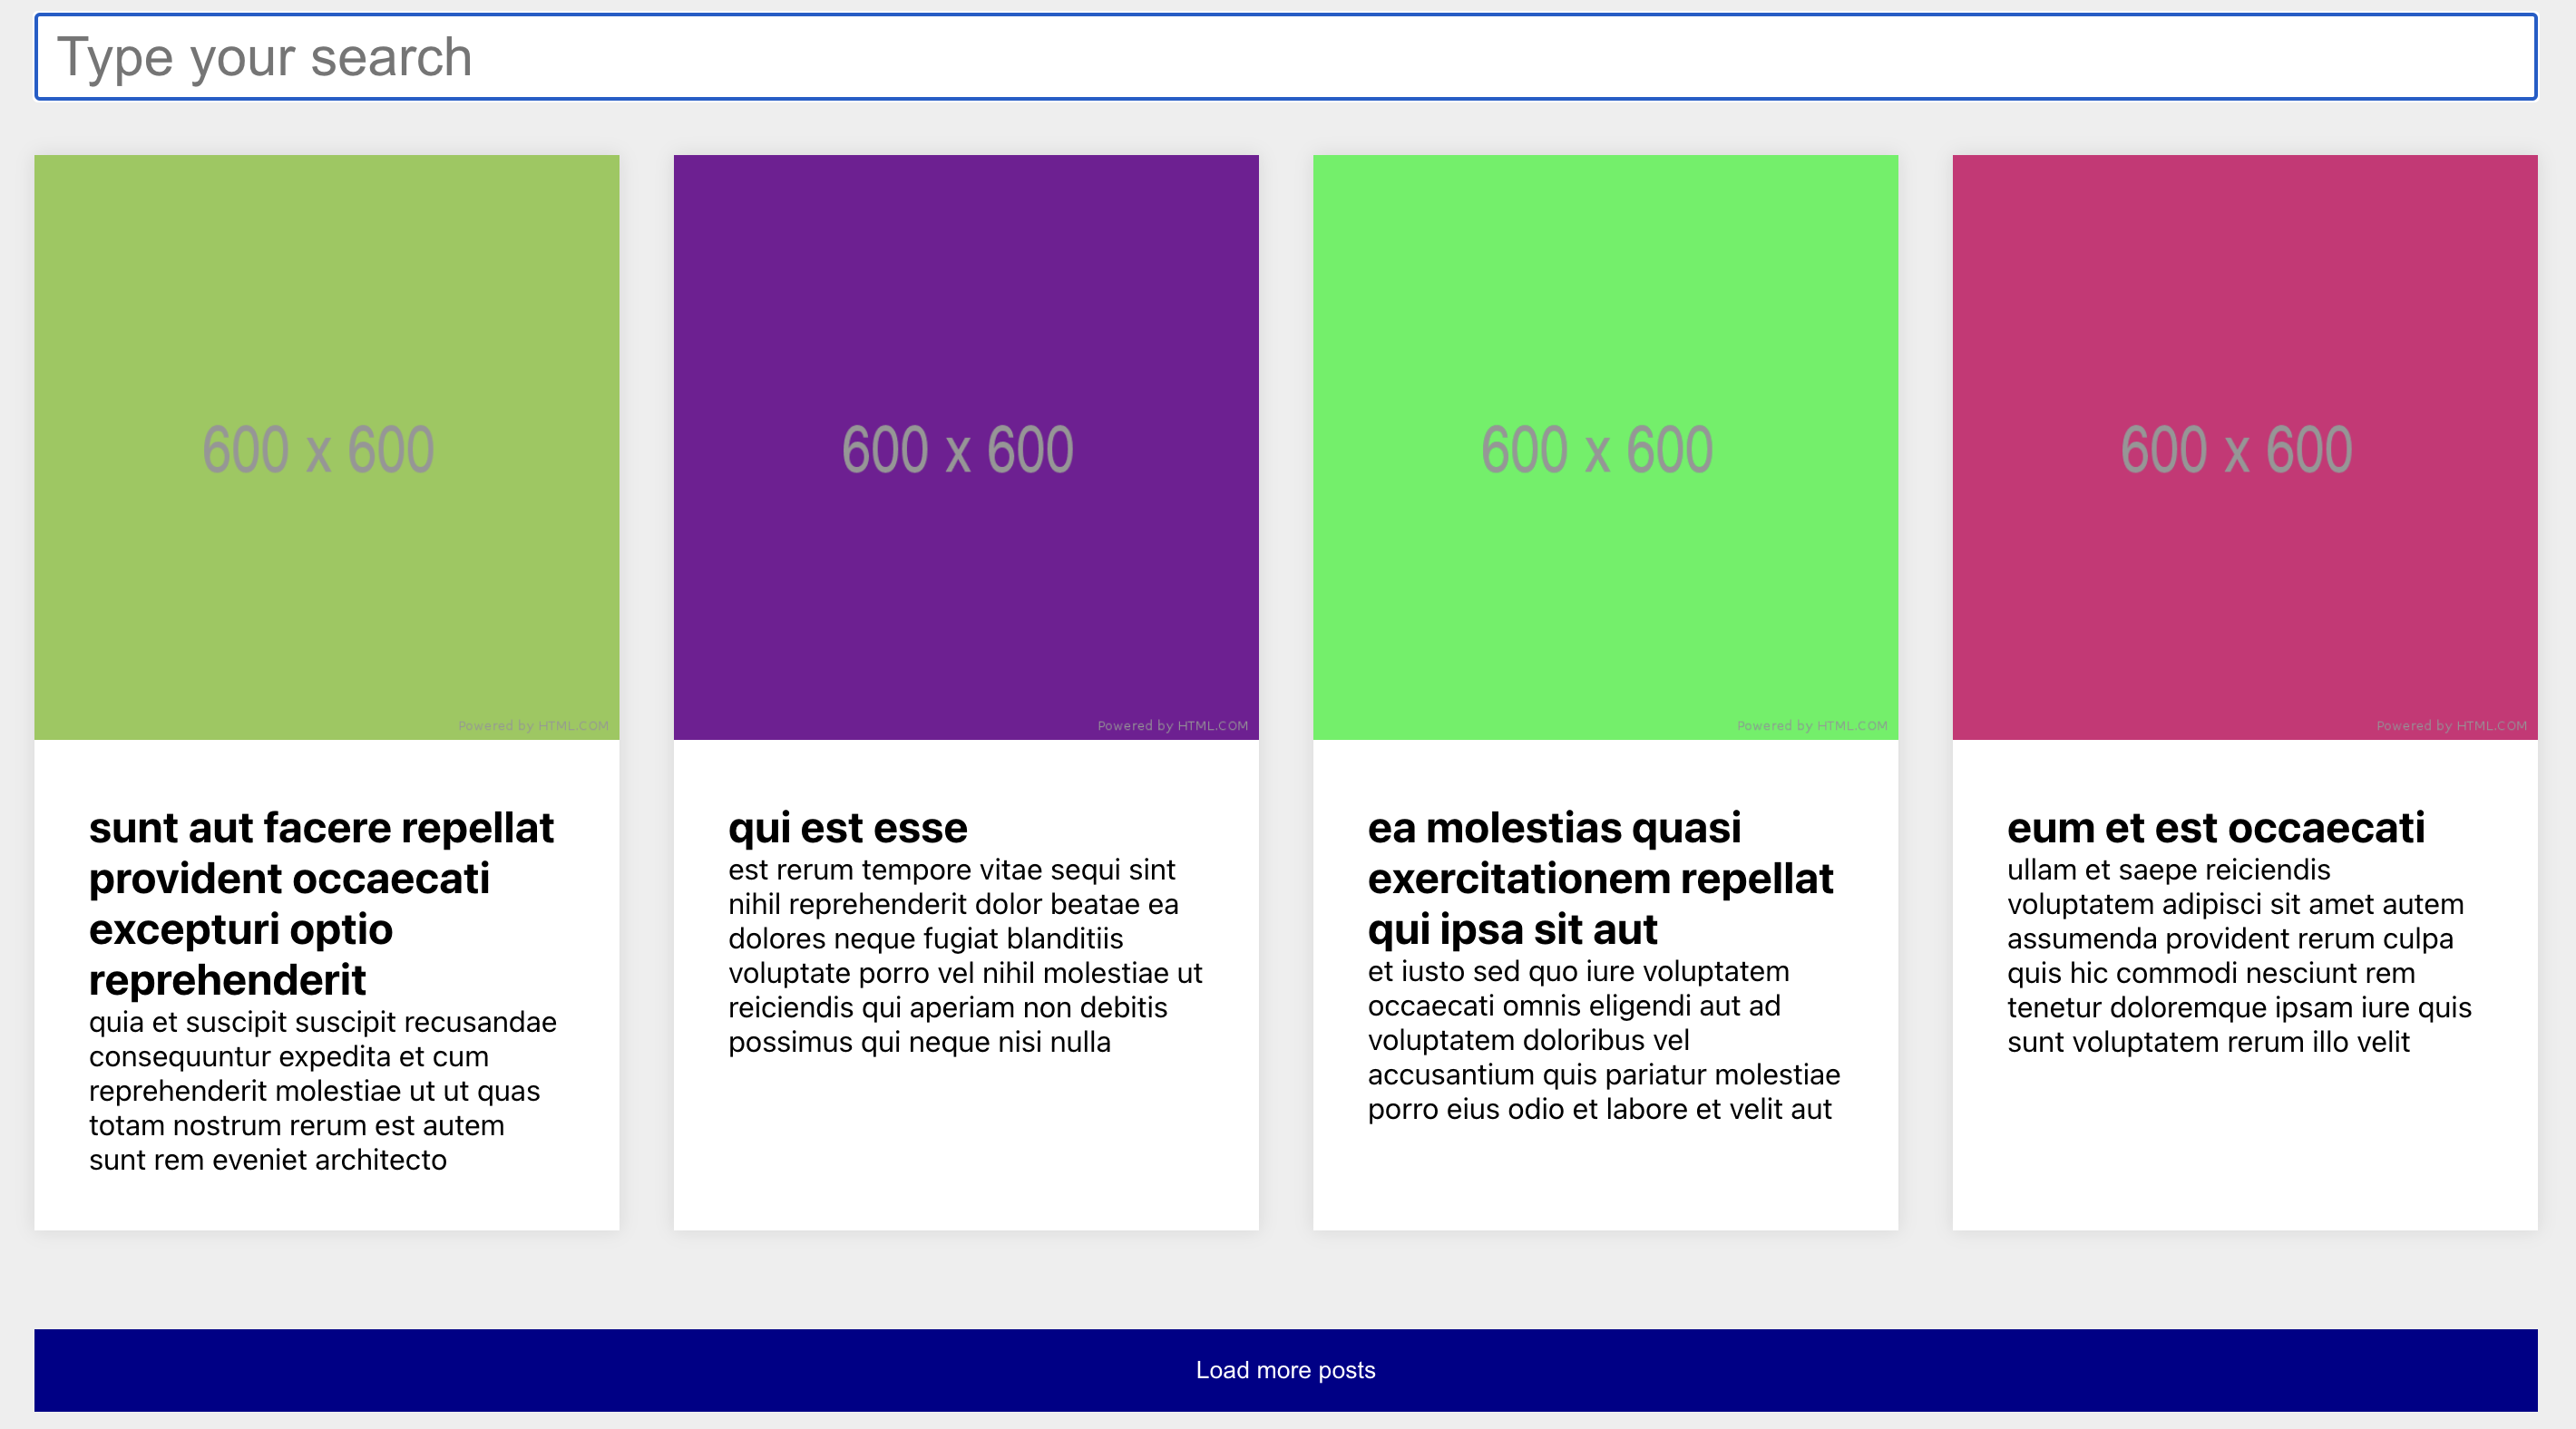 Type your search
600 x 600
Powered by HTML.COM
sunt aut facere repellat
provident occaecati
excepturi optio
reprehenderit
quia et suscipit suscipit recusandae
consequuntur expedita et cum
reprehenderit molestiae ut ut quas
totam nostrum rerum est autem
sunt rem eveniet architecto
600 x 600
Powered by HTML.COM
qui est esse
est rerum tempore vitae sequi sint
nihil reprehenderit dolor beatae ea
dolores neque fugiat blanditiis
voluptate porro vel nihil molestiae ut
reiciendis qui aperiam non debitis
possimus qui neque nisi nulla
600 x 600
Powered by HTML.COM
ea molestias quasi
exercitationem repellat
qui ipsa sit aut
et iusto sed quo iure voluptatem
occaecati omnis eligendi aut ad
voluptatem doloribus vel
accusantium quis pariatur molestiae
porro eius odio et labore et velit aut
600 x 600
Powered by HTML.COM
eum et est occaecati
ullam et saepe reiciendis
voluptatem adipisci sit amet autem
assumenda provident rerum culpa
quis hic commodi nesciunt rem
tenetur doloremque ipsam iure quis
sunt voluptatem rerum illo velit
Load more posts